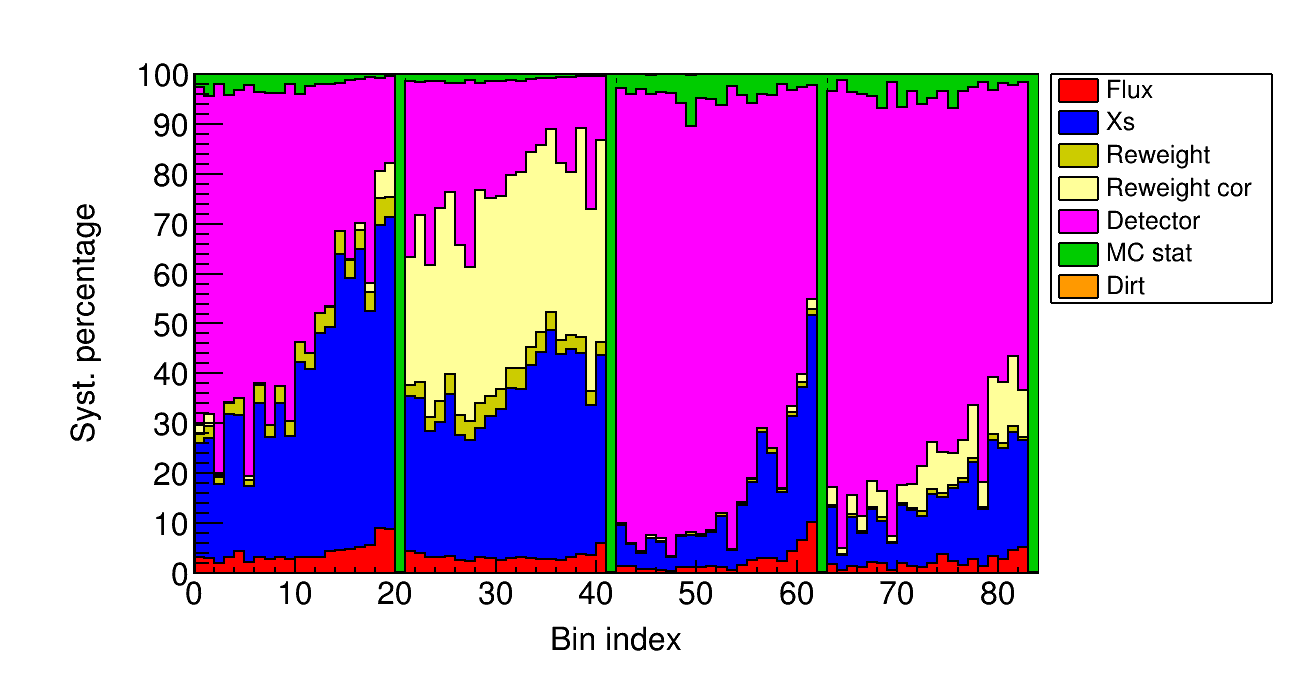 Syst. percentage
100
90
80
70
60
50
40
30
20
10
0
0 10 20 30 40 50 60 70 80
Bin index
Flux
Xs
Reweight
Reweight cor
Detector
MC stat
Dirt